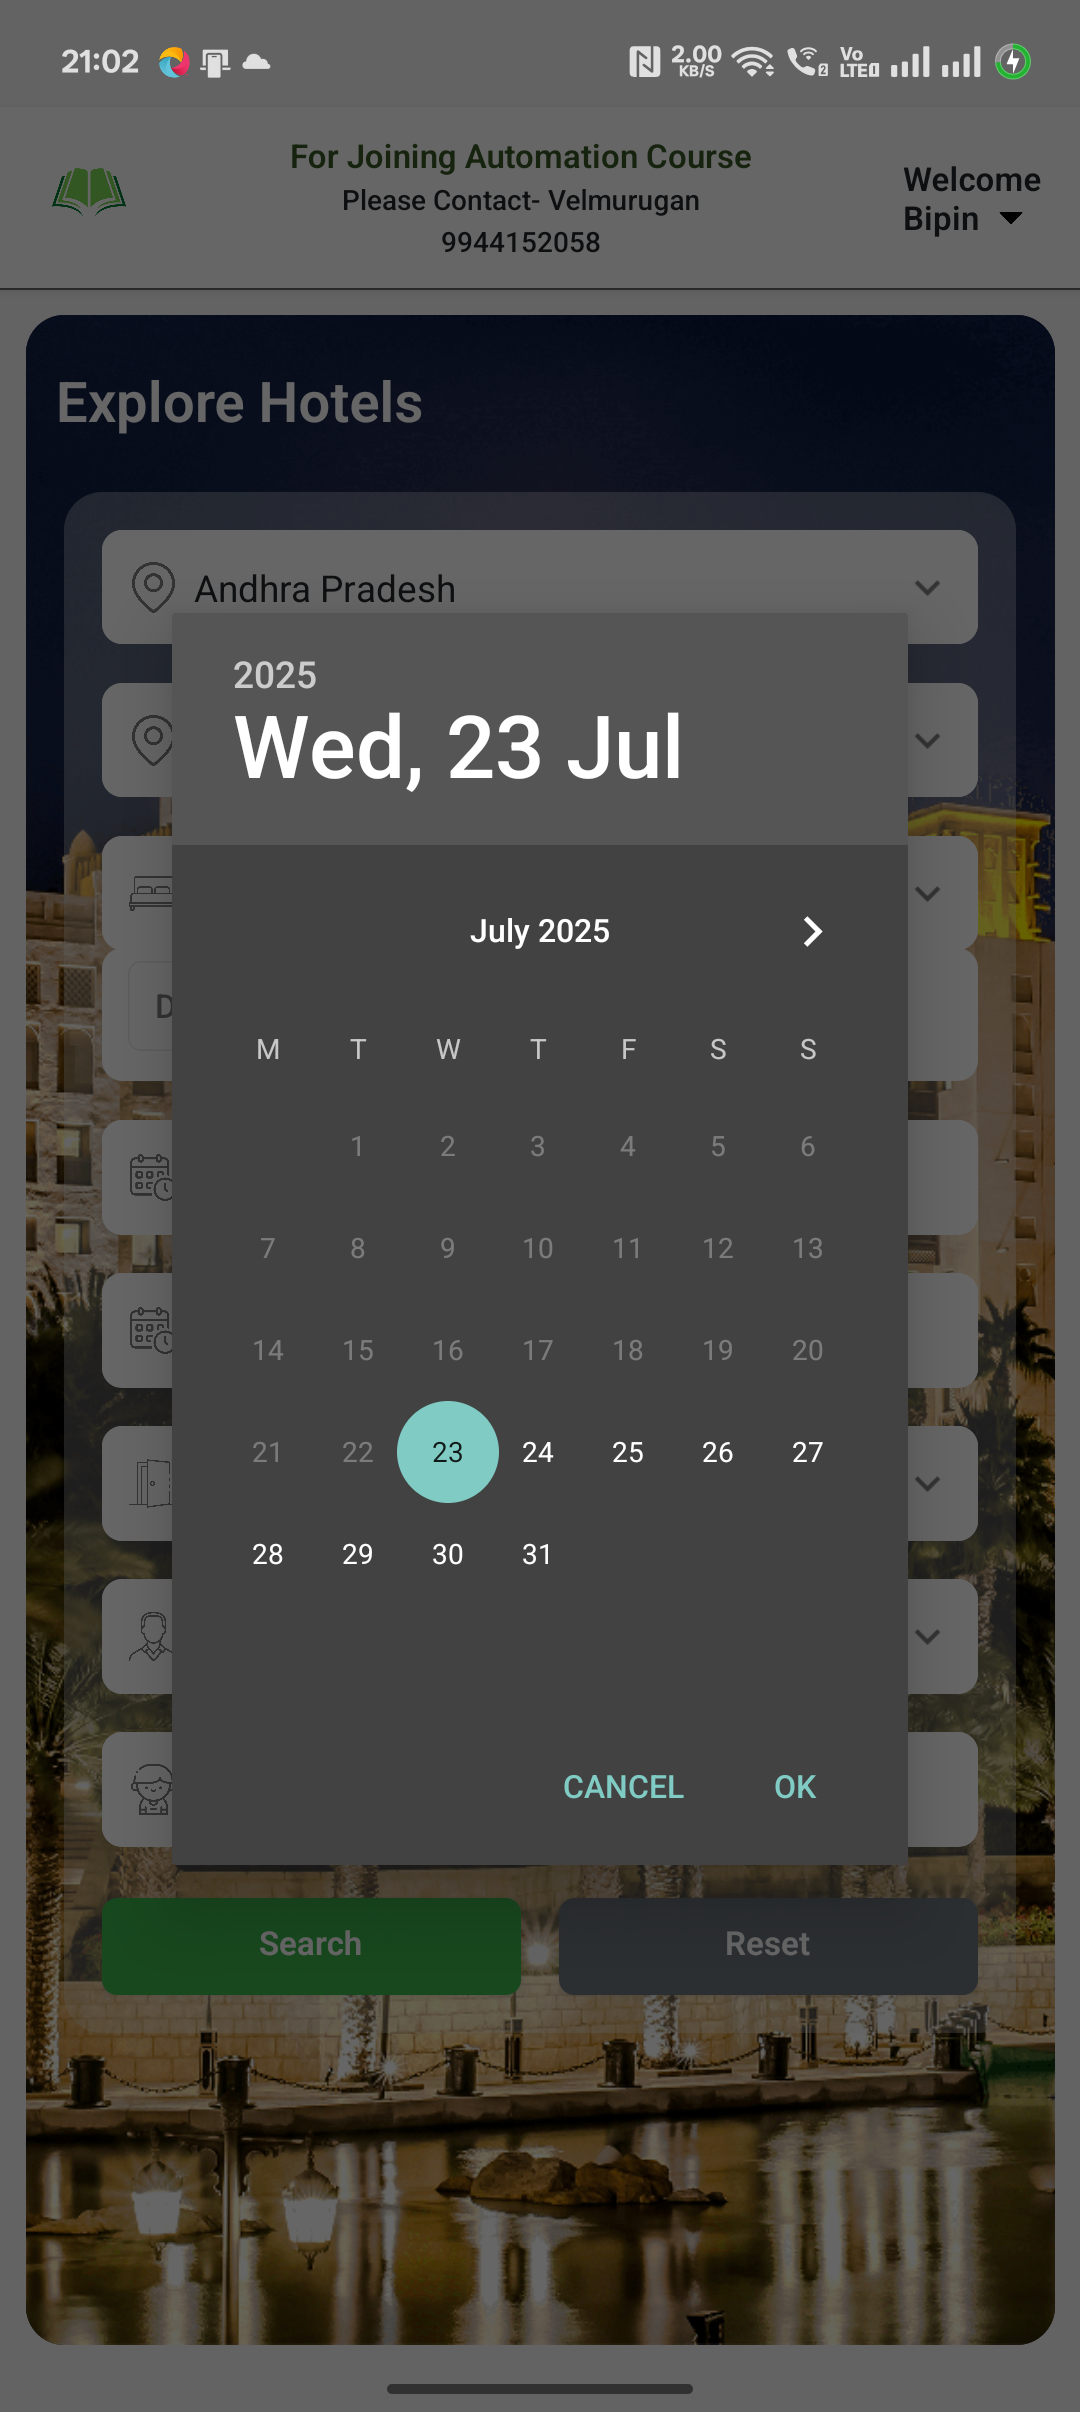 21:02
2.00 KB/S
2
Vo LTE 1
For Joining Automation Course
Please Contact- Velmurugan
9944152058
Welcome
Bipin
Explore Hotels
Andhra Pradesh
2025
Wed, 23 Jul
July 2025
M T W T F S S
1 2 3 4 5 6
7 8 9 10 11 12 13
14 15 16 17 18 19 20
D
21 22 23 24 25 26 27
28 29 30 31
CANCEL OK
Search Reset